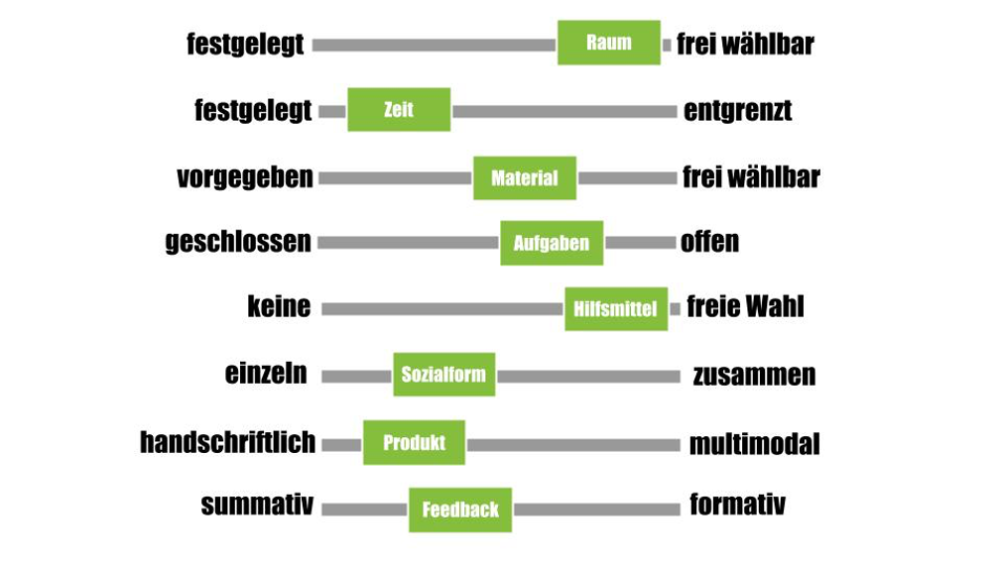 festgelegt Raum frei wählbar
festgelegt Zeit entgrenzt
vorgegeben Material frei wählbar
geschlossen Aufgaben offen
keine Hilfsmittel freie Wahl
einzeln Sozialform zusammen
handschriftlich Produkt multimodal
summativ Feedback formativ